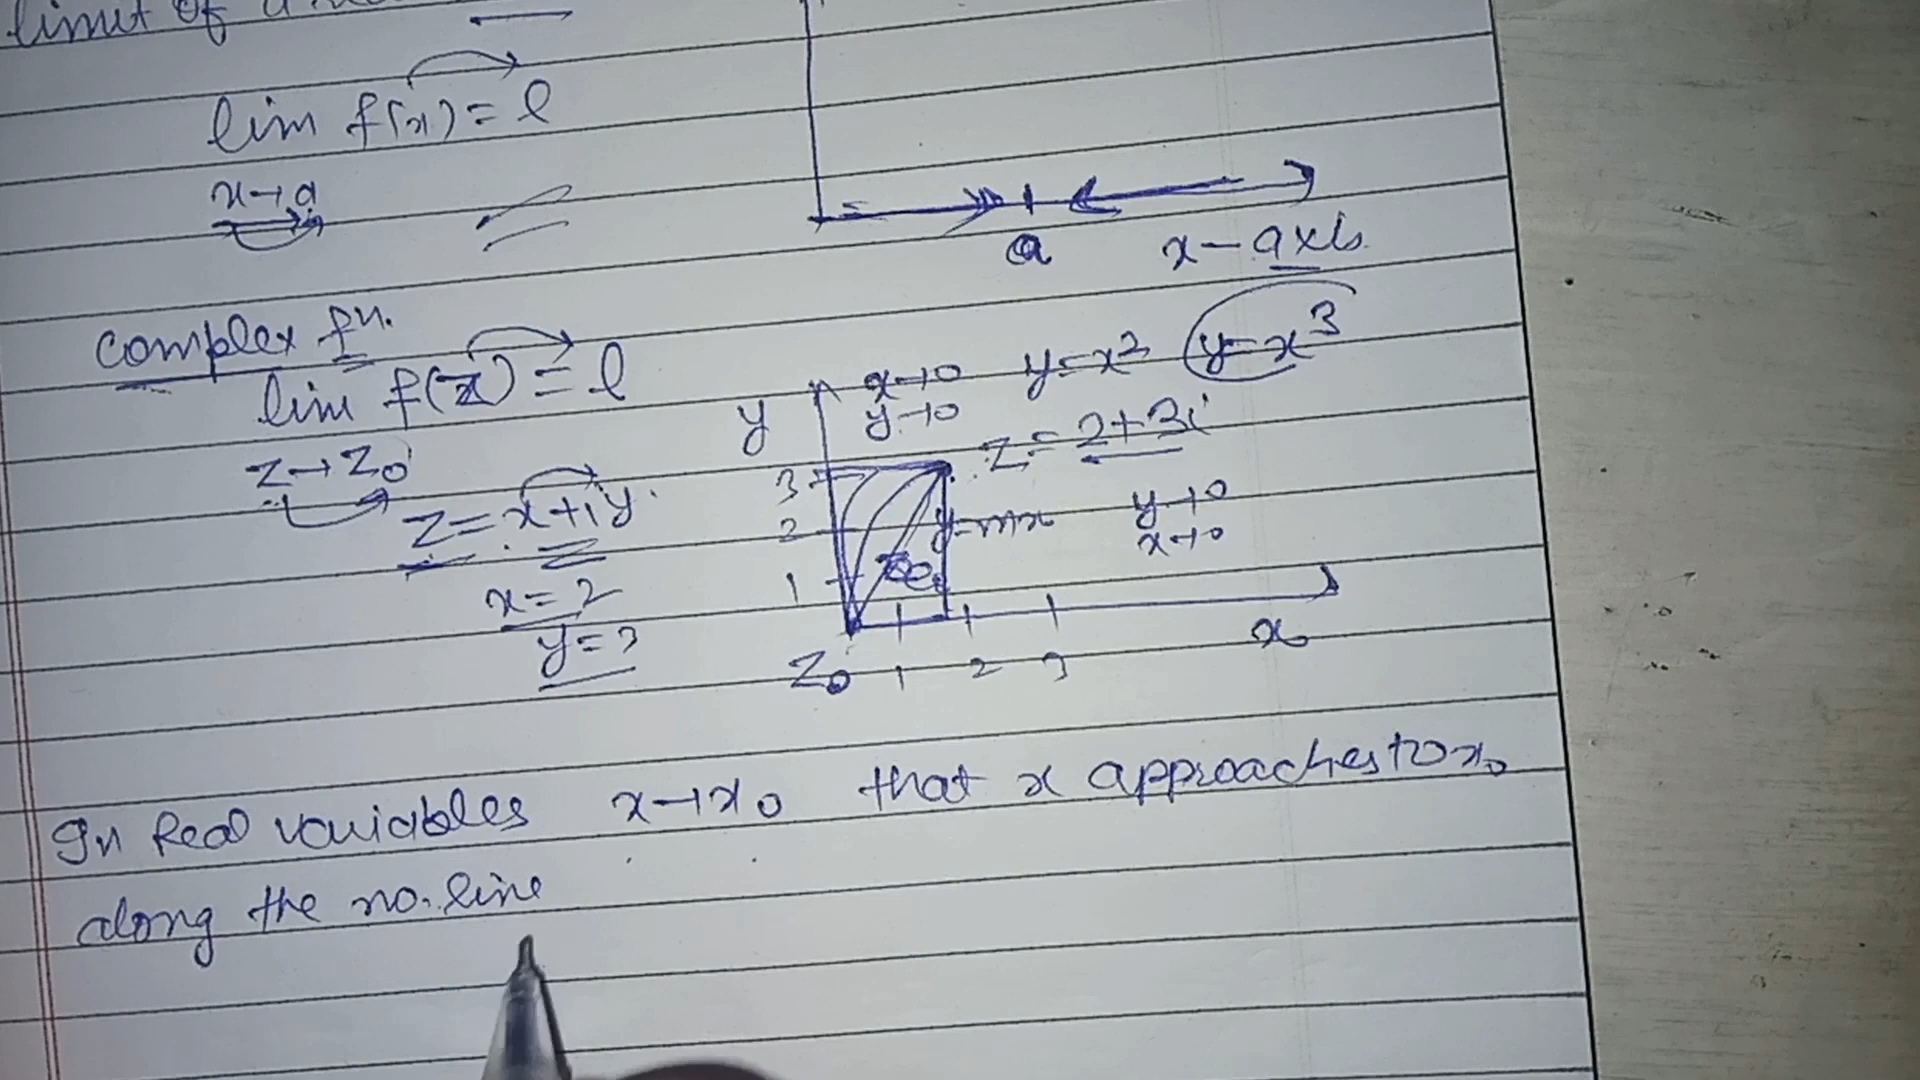 limit of a
lim f(x) = l
x→a
a
x-axis
complex fn.
lim f(z) = l
z→z0
z = x+iy
x=2
y=3
x→0 y=x2 y=x3
y y→0
z = 2+3i
3
2 y=mx y→0
x→0
1
x
z0 1 2 3
In Real variables x→x0 that x approaches to x0
along the no. line